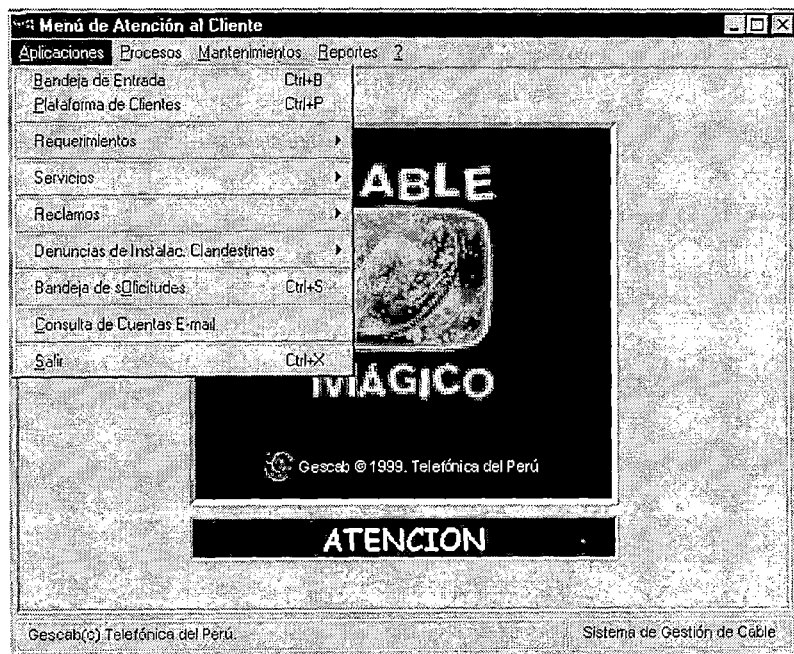 Menú de Atención al Cliente
Aplicaciones Procesos Mantenimientos Reportes ?
Bandeja de Entrada Ctrl+B
Plataforma de Clientes Ctrl+P
Requerimientos
Servicios
Reclamos
Denuncias de Instalac. Clandestinas
Bandeja de sOlicitudes Ctrl+S
Consulta de Cuentas E-mail
Salir Ctrl+X
ABLE
MAGICO
Gescab © 1999. Telefónica del Perú
ATENCION
Gescab(c) Telefónica del Perú. Sistema de Gestión de Cable